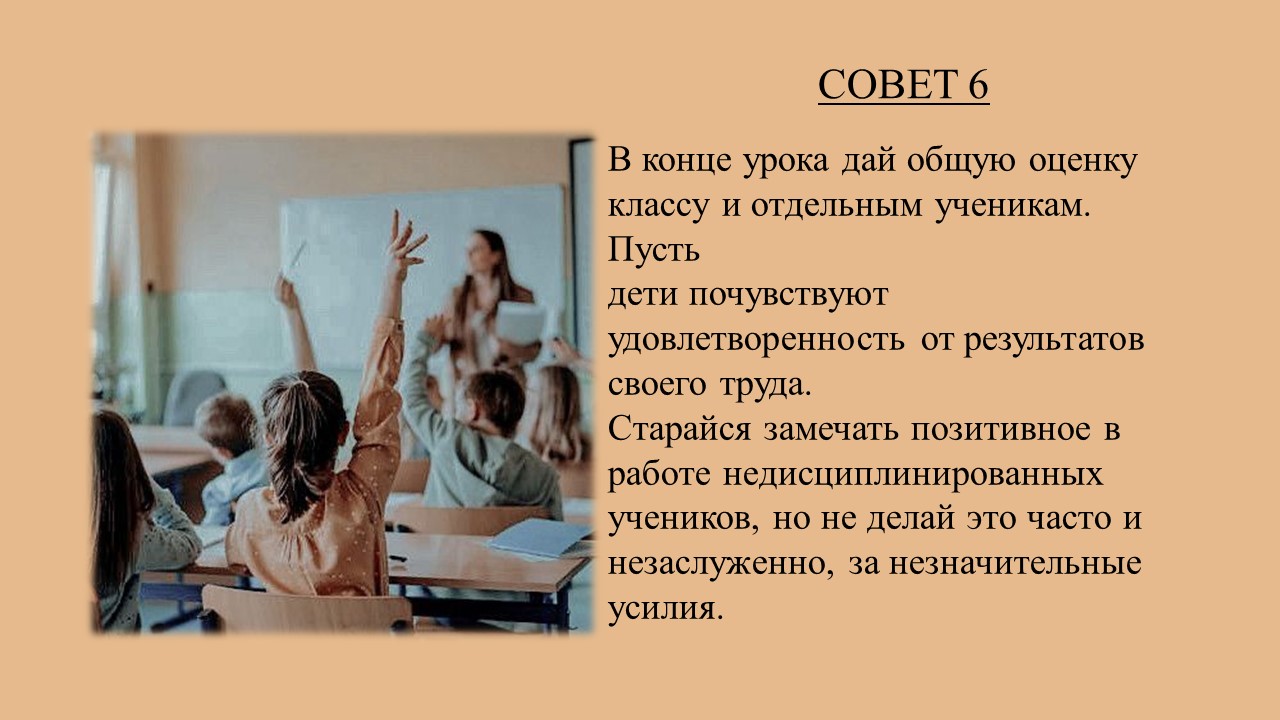 СОВЕТ 6
В конце урока дай общую оценку
классу и отдельным ученикам.
Пусть
дети почувствуют
удовлетворенность от результатов
своего труда.
Старайся замечать позитивное в
работе недисциплинированных
учеников, но не делай это часто и
незаслуженно, за незначительные
усилия.